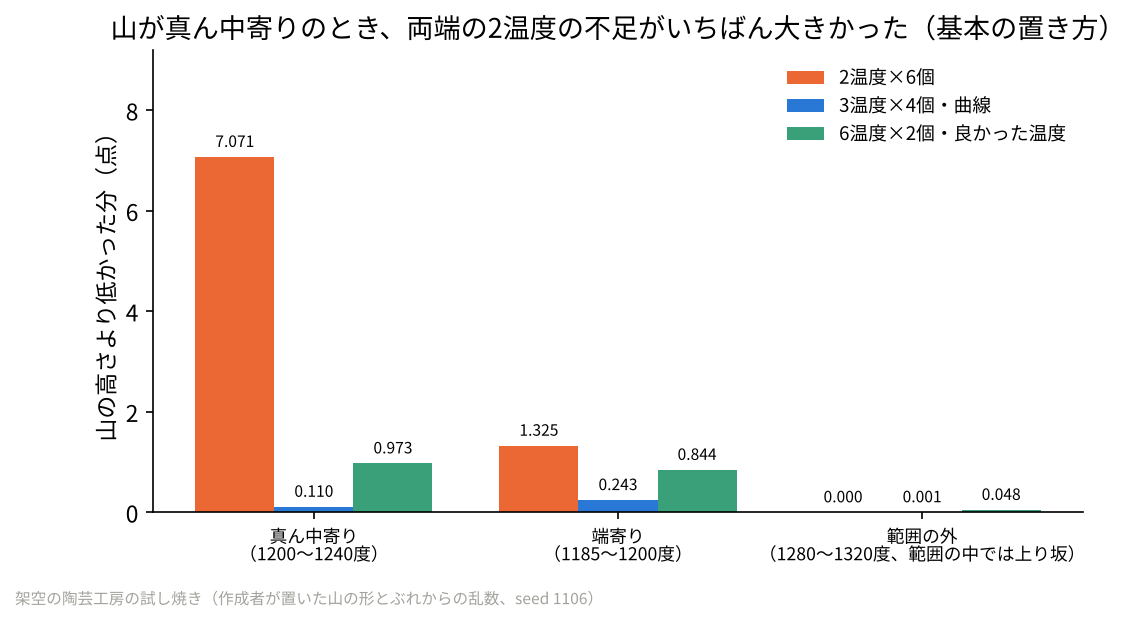 山が真ん中寄りのとき、両端の2温度の不足がいちばん大きかった（基本の置き方）
2温度×6個
3温度×4個・曲線
6温度×2個・良かった温度
山の高さより低かった分（点）
8
6
4
2
0
7.071
0.110
0.973
1.325
0.243
0.844
0.000
0.001
0.048
真ん中寄り
（1200～1240度）
端寄り
（1185～1200度）
範囲の外
（1280～1320度、範囲の中では上り坂）
架空の陶芸工房の試し焼き（作成者が置いた山の形とぶれからの乱数、seed 1106）